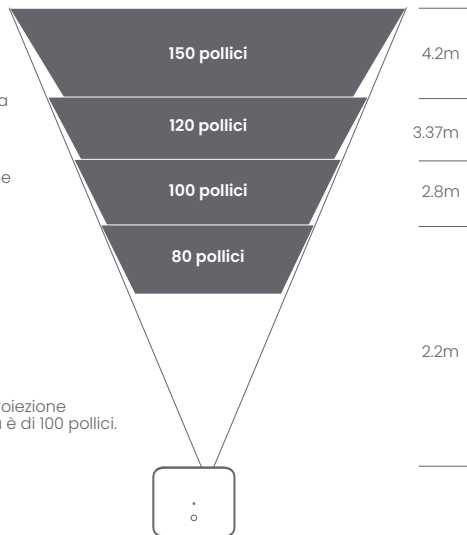 150 pollici
4.2m
a
120 pollici
3.37m
e
100 pollici
2.8m
80 pollici
2.2m
roiezione
è di 100 pollici.